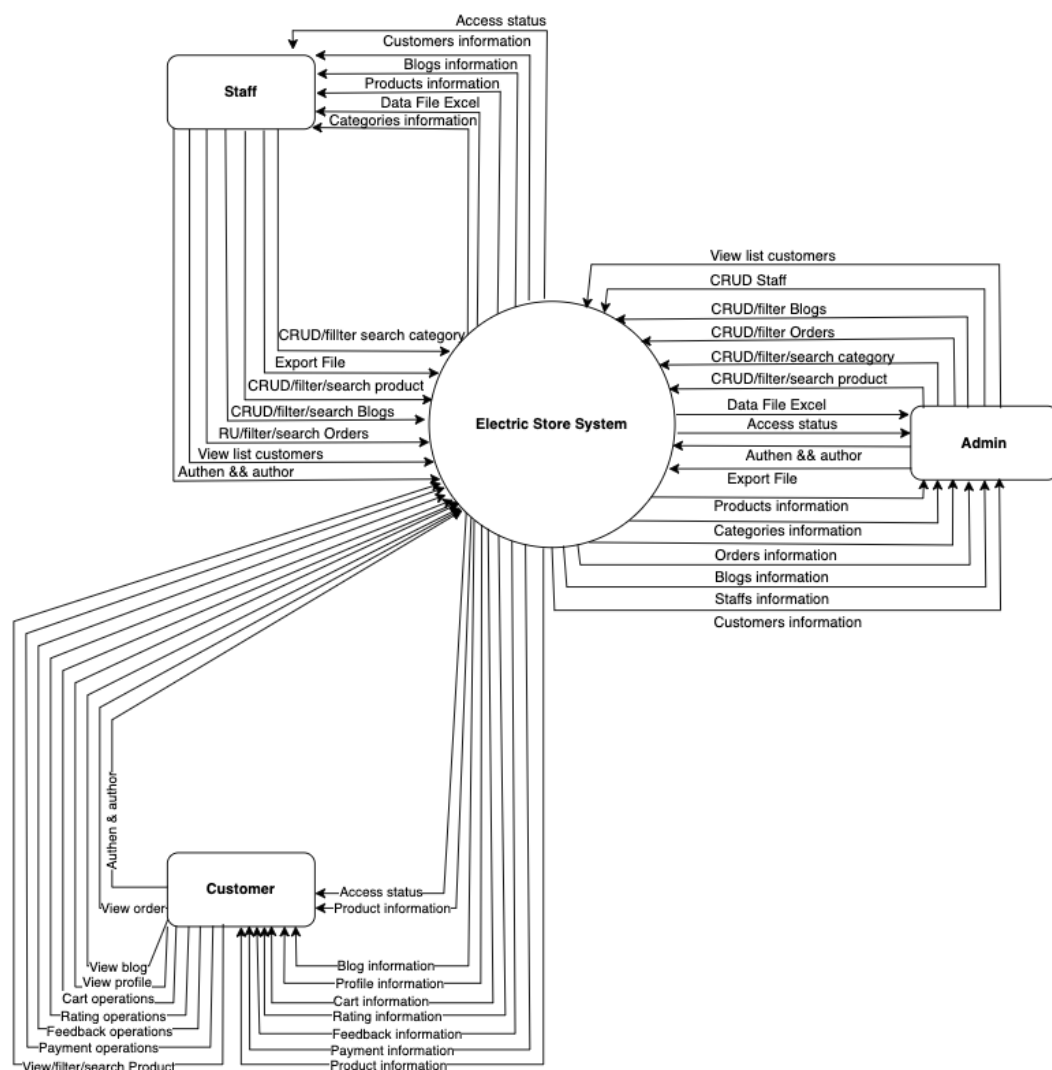 Access status
Customers information
Blogs information
Products information
Data File Excel
Categories information
Staff
CRUD/fillter search category
Export File
CRUD/filter/search product
CRUD/filter/search Blogs
RU/filter/search Orders
View list customers
Authen && author
Electric Store System
View list customers
CRUD Staff
CRUD/filter Blogs
CRUD/filter Orders
CRUD/filter/search category
CRUD/filter/search product
Data File Excel
Access status
Authen && author
Export File
Admin
Products information
Categories information
Orders information
Blogs information
Staffs information
Customers information
Authen & author
Customer
View order
View blog
View profile
Cart operations
Rating operations
Feedback operations
Payment operations
View/filter/search Product
Access status
Product information
Blog information
Profile information
Cart information
Rating information
Feedback information
Payment information
Product information